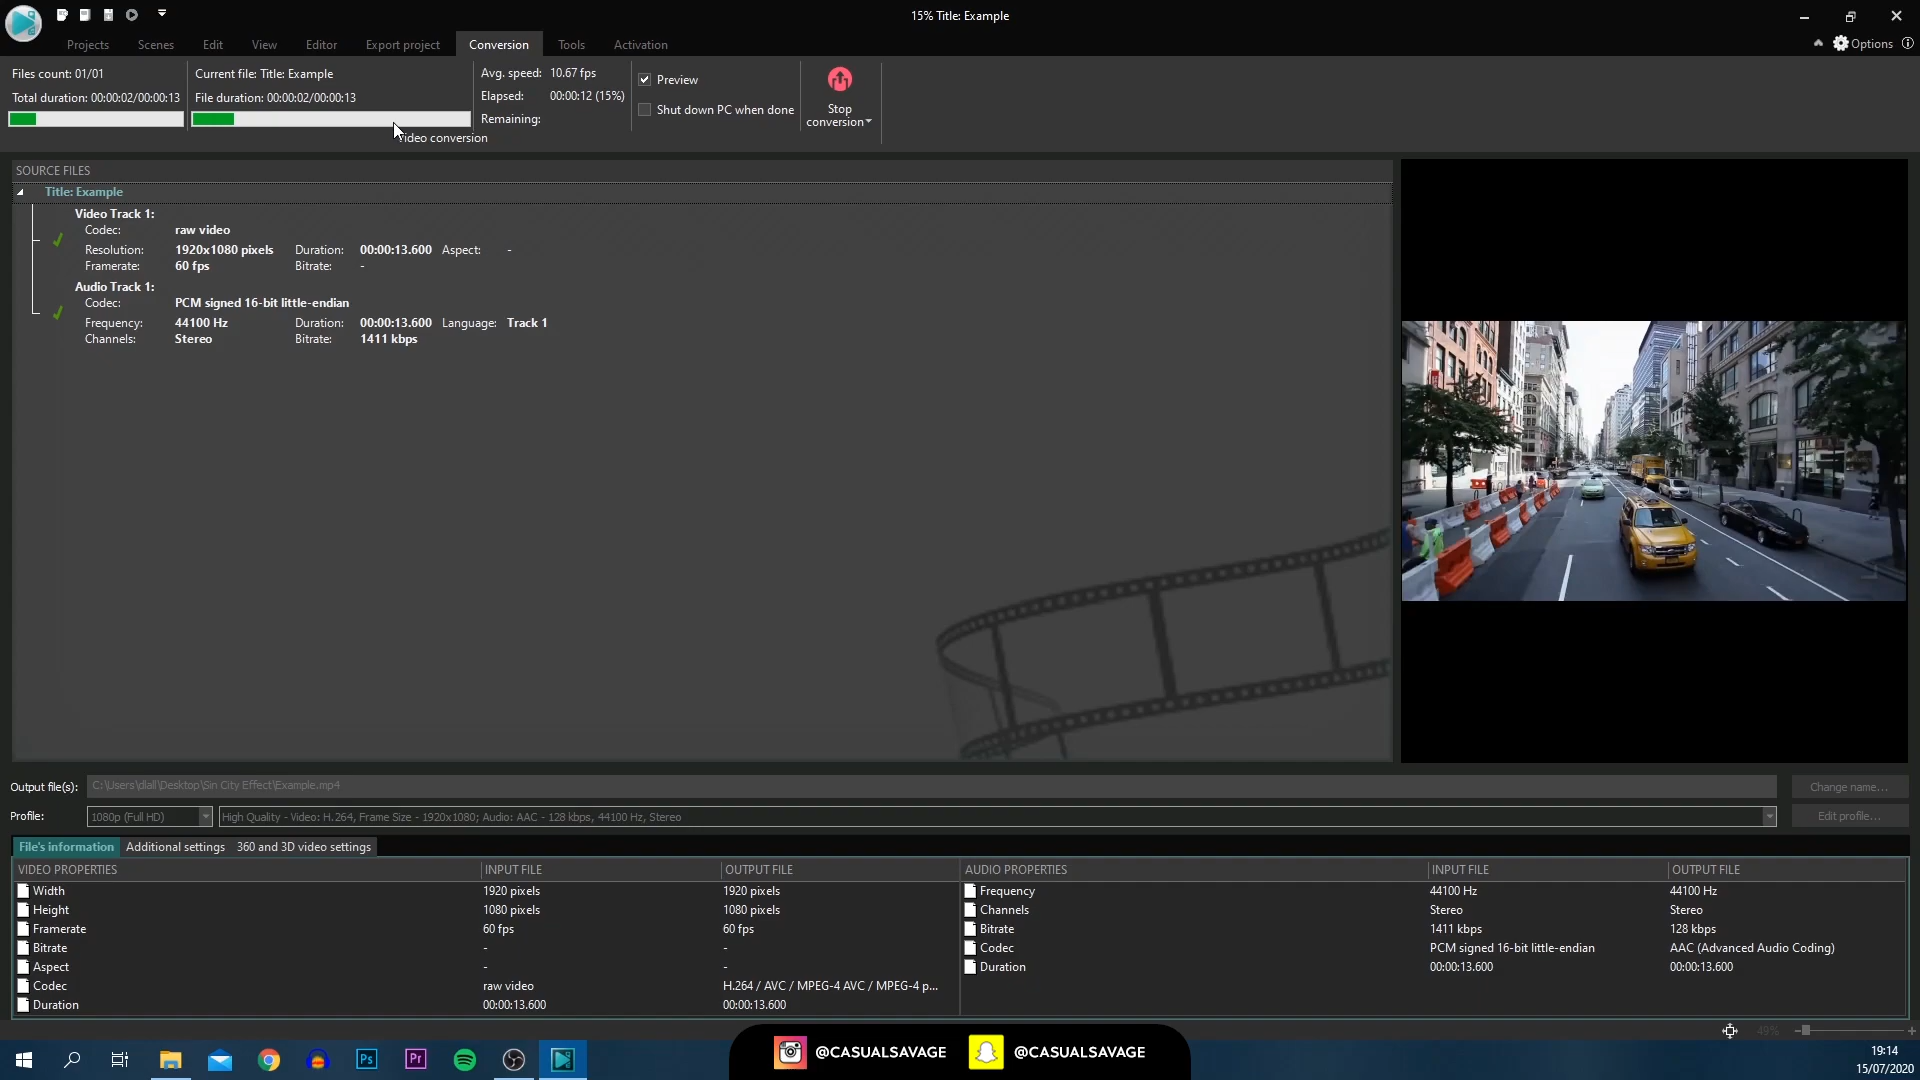 15% Title: Example
Projects Scenes Edit View Editor Export project Conversion Tools Activation
Options
Files count: 01/01
Total duration: 00:00:02/00:00:13
Current file: Title: Example
File duration: 00:00:02/00:00:13
Avg. speed: 10.67 fps
Elapsed: 00:00:12 (15%)
Remaining:
Preview
Shut down PC when done
Stop
conversion
Video conversion
SOURCE FILES
Title: Example
Video Track 1:
Codec: raw video
Resolution: 1920x1080 pixels Duration: 00:00:13.600 Aspect: -
Framerate: 60 fps Bitrate: -
Audio Track 1:
Codec: PCM signed 16-bit little-endian
Frequency: 44100 Hz Duration: 00:00:13.600 Language: Track 1
Channels: Stereo Bitrate: 1411 kbps
Output file(s): C:\Users\dlall\Desktop\Sin City Effect\Example.mp4 Change name...
Profile: 1080p (Full HD) High Quality - Video: H.264, Frame Size - 1920x1080; Audio: AAC - 128 kbps, 44100 Hz, Stereo Edit profile...
File's information Additional settings 360 and 3D video settings
VIDEO PROPERTIES INPUT FILE OUTPUT FILE
Width 1920 pixels 1920 pixels
Height 1080 pixels 1080 pixels
Framerate 60 fps 60 fps
Bitrate - -
Aspect - -
Codec raw video H.264 / AVC / MPEG-4 AVC / MPEG-4 p...
Duration 00:00:13.600 00:00:13.600
AUDIO PROPERTIES INPUT FILE OUTPUT FILE
Frequency 44100 Hz 44100 Hz
Channels Stereo Stereo
Bitrate 1411 kbps 128 kbps
Codec PCM signed 16-bit little-endian AAC (Advanced Audio Coding)
Duration 00:00:13.600 00:00:13.600
49%
Ps Pr
@CASUALSAVAGE @CASUALSAVAGE
19:14
15/07/2020